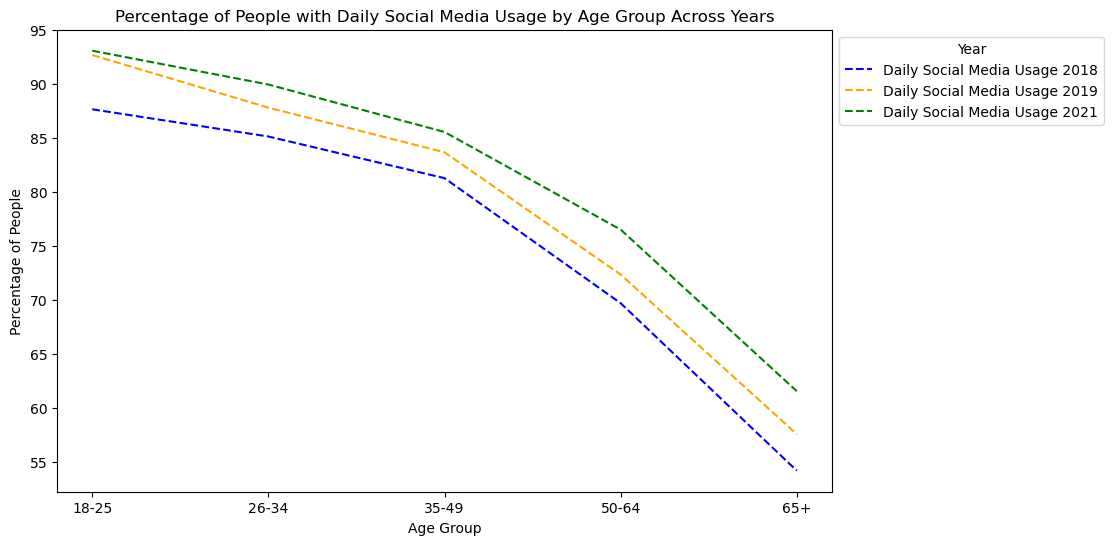 Percentage of People with Daily Social Media Usage by Age Group Across Years
95
90
85
80
75
70
65
60
55
Percentage of People
18-25 26-34 35-49 50-64 65+
Age Group
Year
Daily Social Media Usage 2018
Daily Social Media Usage 2019
Daily Social Media Usage 2021